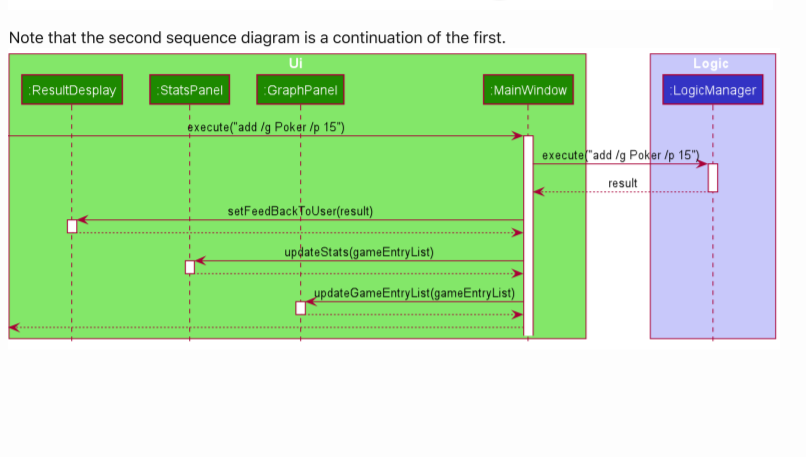 Note that the second sequence diagram is a continuation of the first.
Ui
Logic
:ResultDesplay
:StatsPanel
:GraphPanel
:MainWindow
:LogicManager
execute("add /g Poker /p 15")
execute("add /g Poker /p 15")
result
setFeedBackToUser(result)
updateStats(gameEntryList)
updateGameEntryList(gameEntryList)